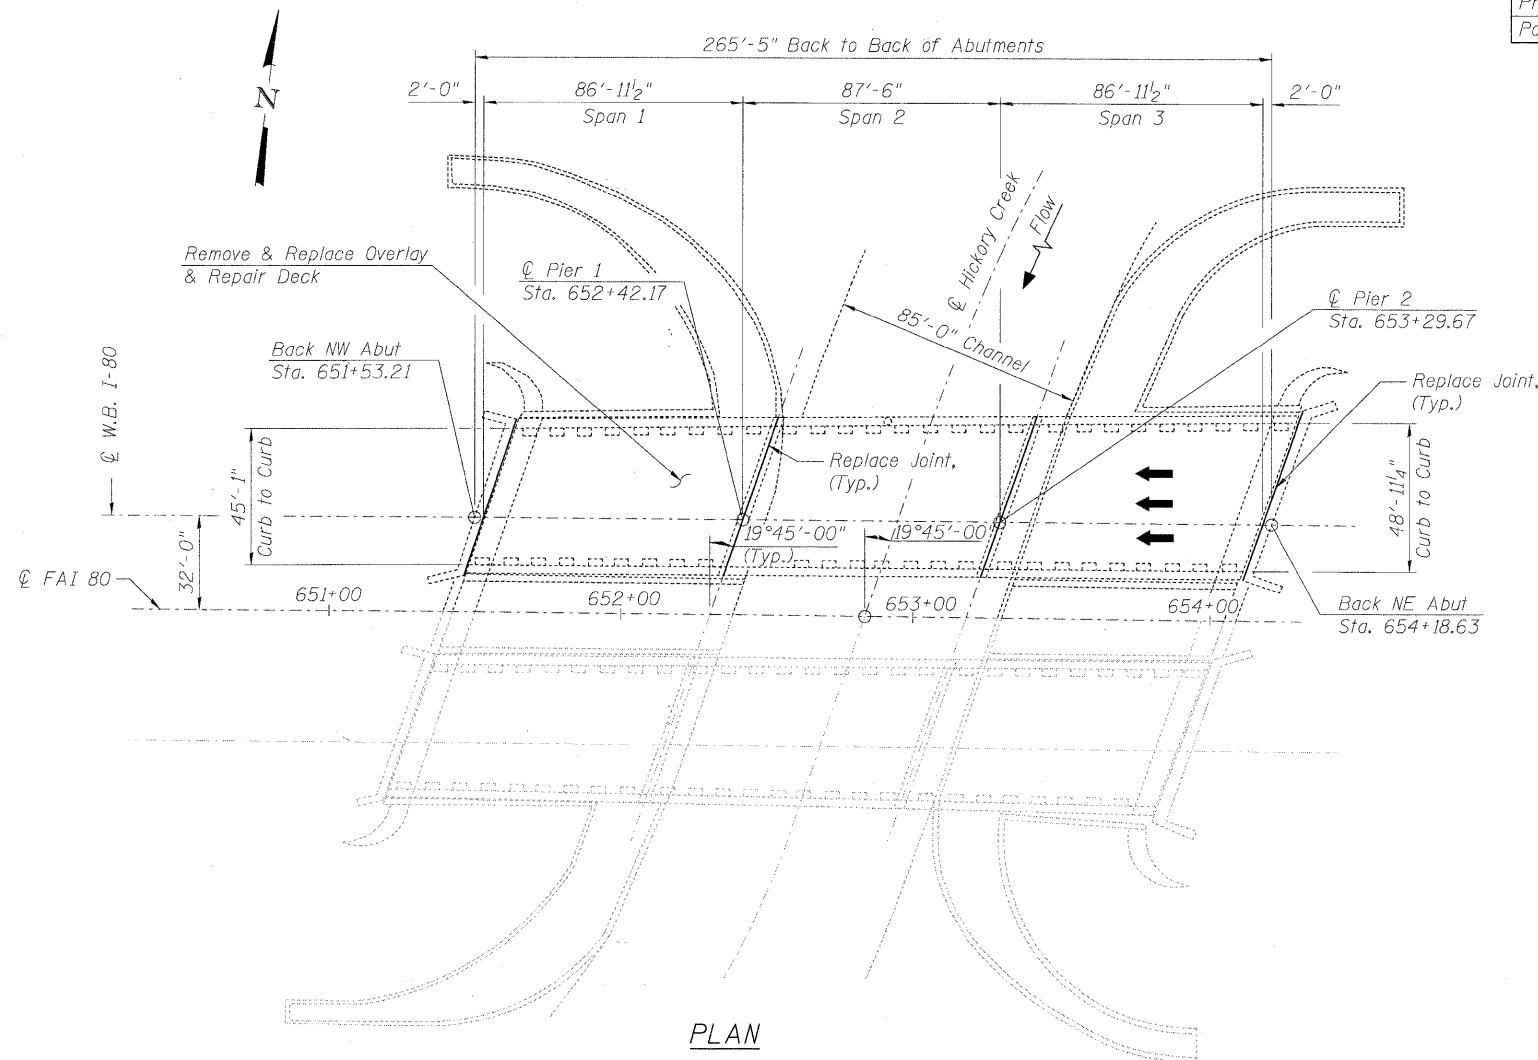 Pr
Po
265'-5" Back to Back of Abutments
2'-0"
86'-11½"
87'-6"
86'-11½"
2'-0"
Span 1
Span 2
Span 3
N
Remove & Replace Overlay
& Repair Deck
℄ Pier 1
Sta. 652+42.17
℄ Hickory Creek
Flow
85'-0" Channel
℄ Pier 2
Sta. 653+29.67
Back NW Abut
Sta. 651+53.21
℄ W.B. I-80
Replace Joint,
(Typ.)
45'-1"
Curb to Curb
Replace Joint,
(Typ.)
48'-11¼"
Curb to Curb
19°45'-00"
(Typ.)
19°45'-00"
32'-0"
℄ FAI 80
651+00
652+00
653+00
654+00
Back NE Abut
Sta. 654+18.63
PLAN